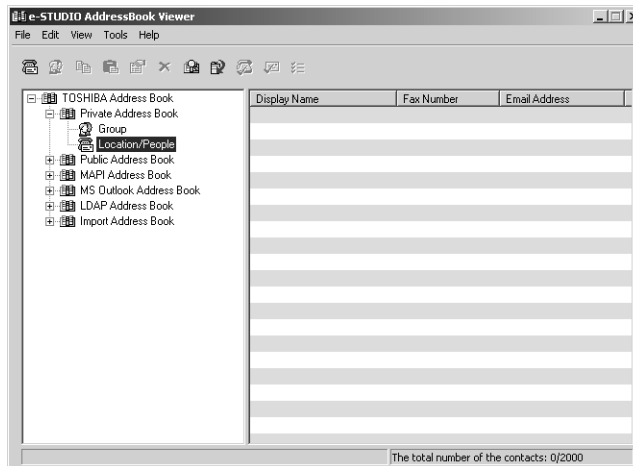 e-STUDIO AddressBook Viewer
File Edit View Tools Help
TOSHIBA Address Book
Private Address Book
Group
Location/People
Public Address Book
MAPI Address Book
MS Outlook Address Book
LDAP Address Book
Import Address Book
Display Name Fax Number Email Address
The total number of the contacts: 0/2000